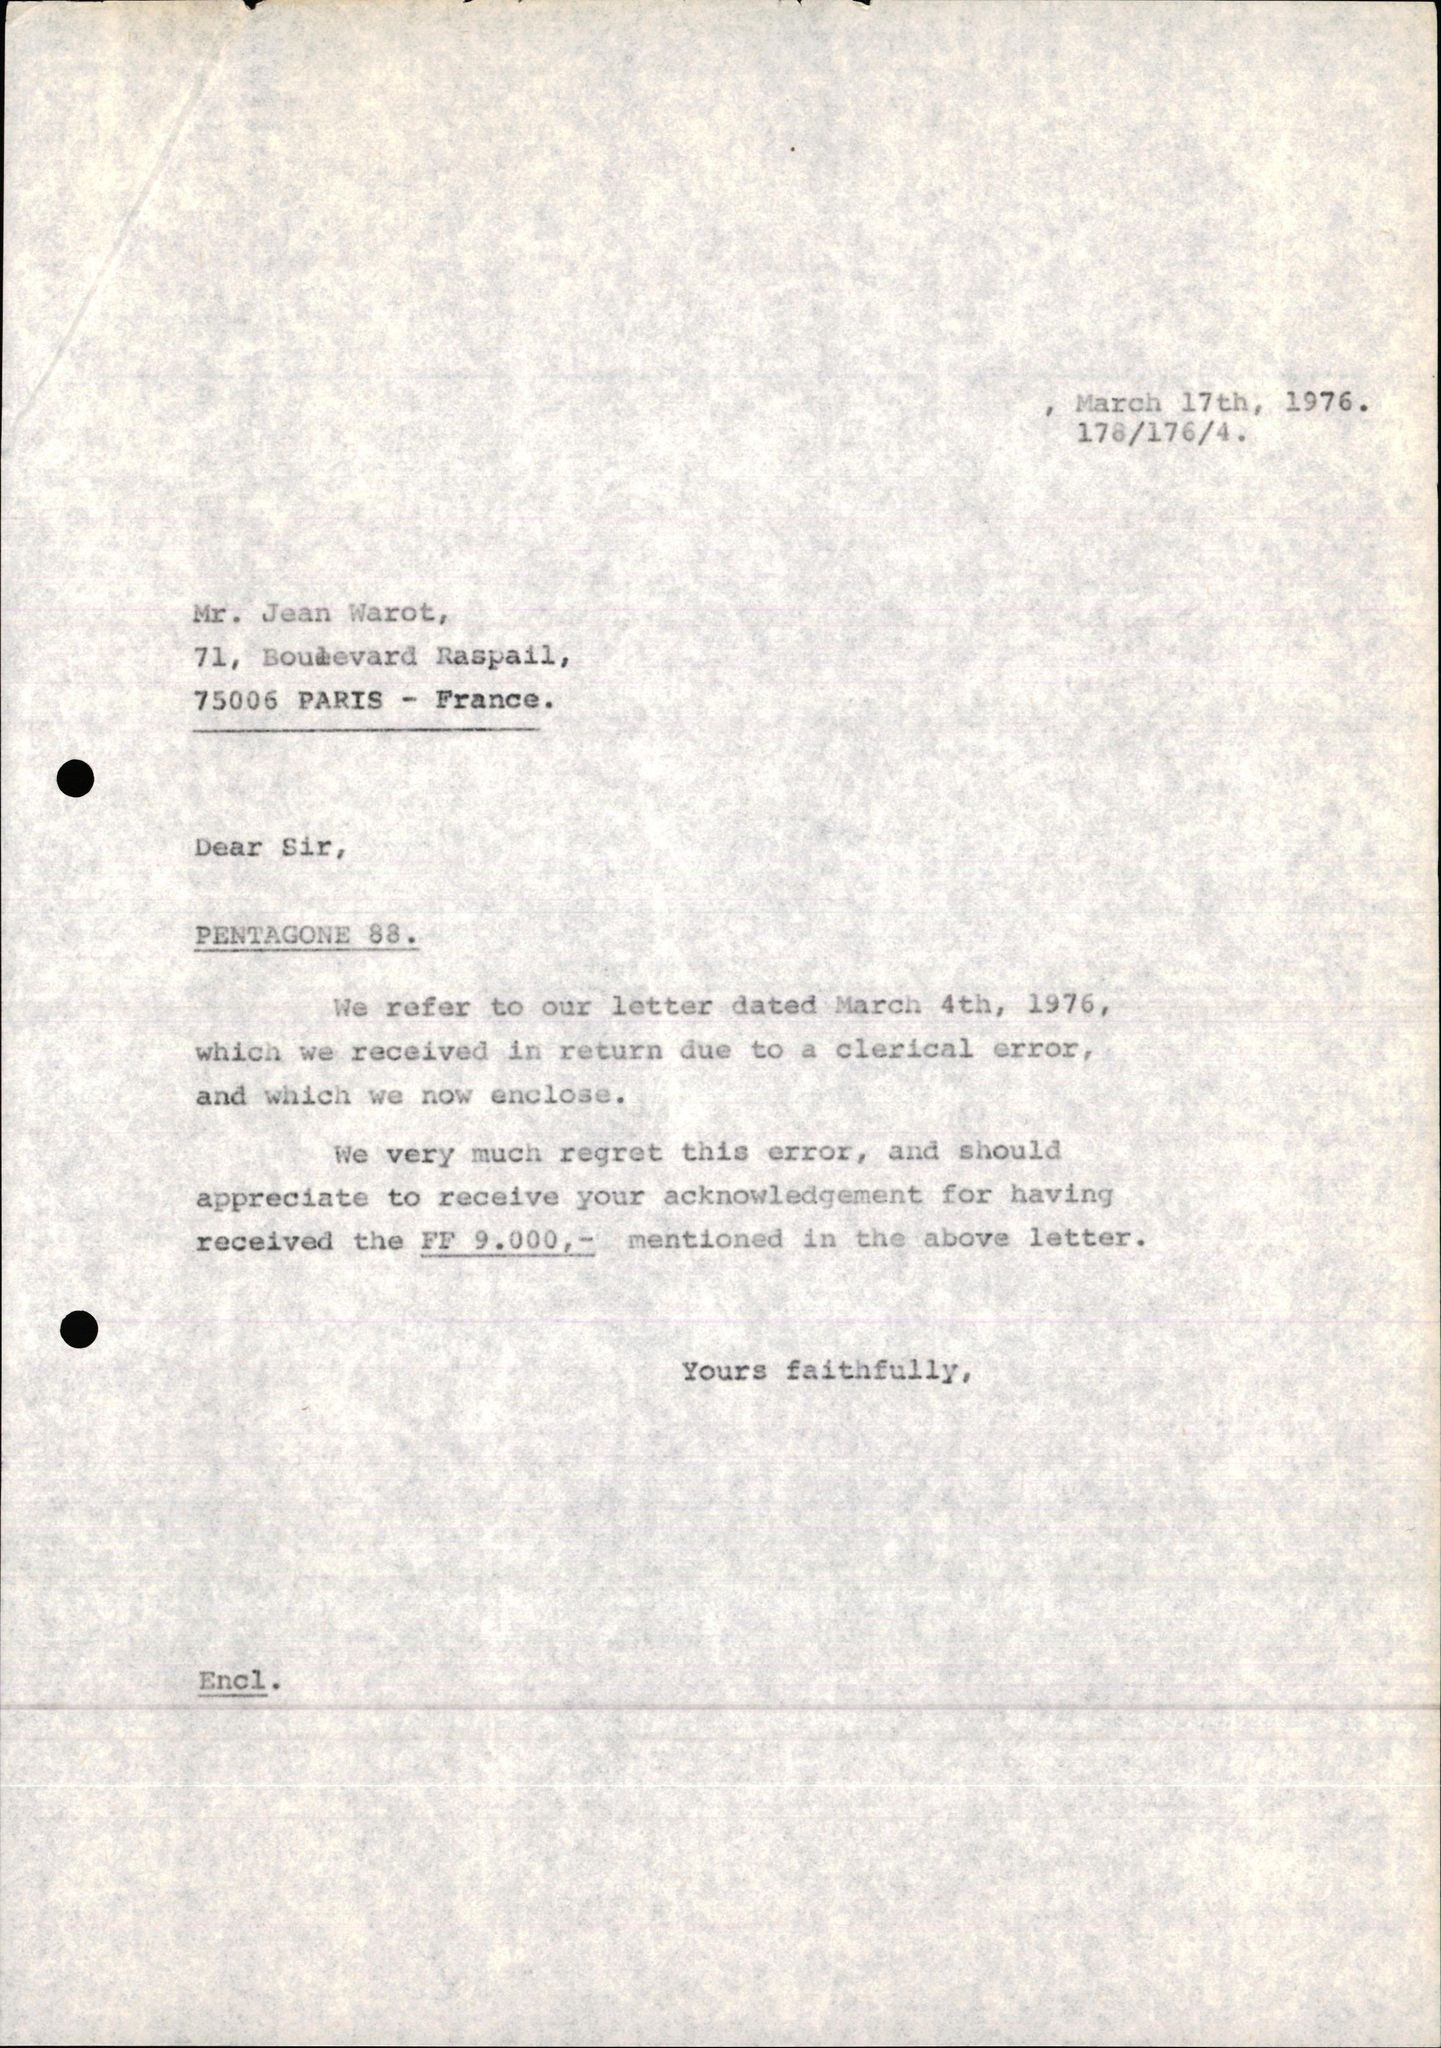 , March 17th, 1976.
178/176/4.
Mr. Jean Warot,
71, Boulevard Raspail,
75006 PARIS - France.
Dear Sir,
PENTAGONE 88.
We refer to our letter dated March 4th, 1976,
which we received in return due to a clerical error,
and which we now enclose.
We very much regret this error, and should
appreciate to receive your acknowledgement for having
received the FF 9.000,- mentioned in the above letter.
Yours faithfully,
Encl.